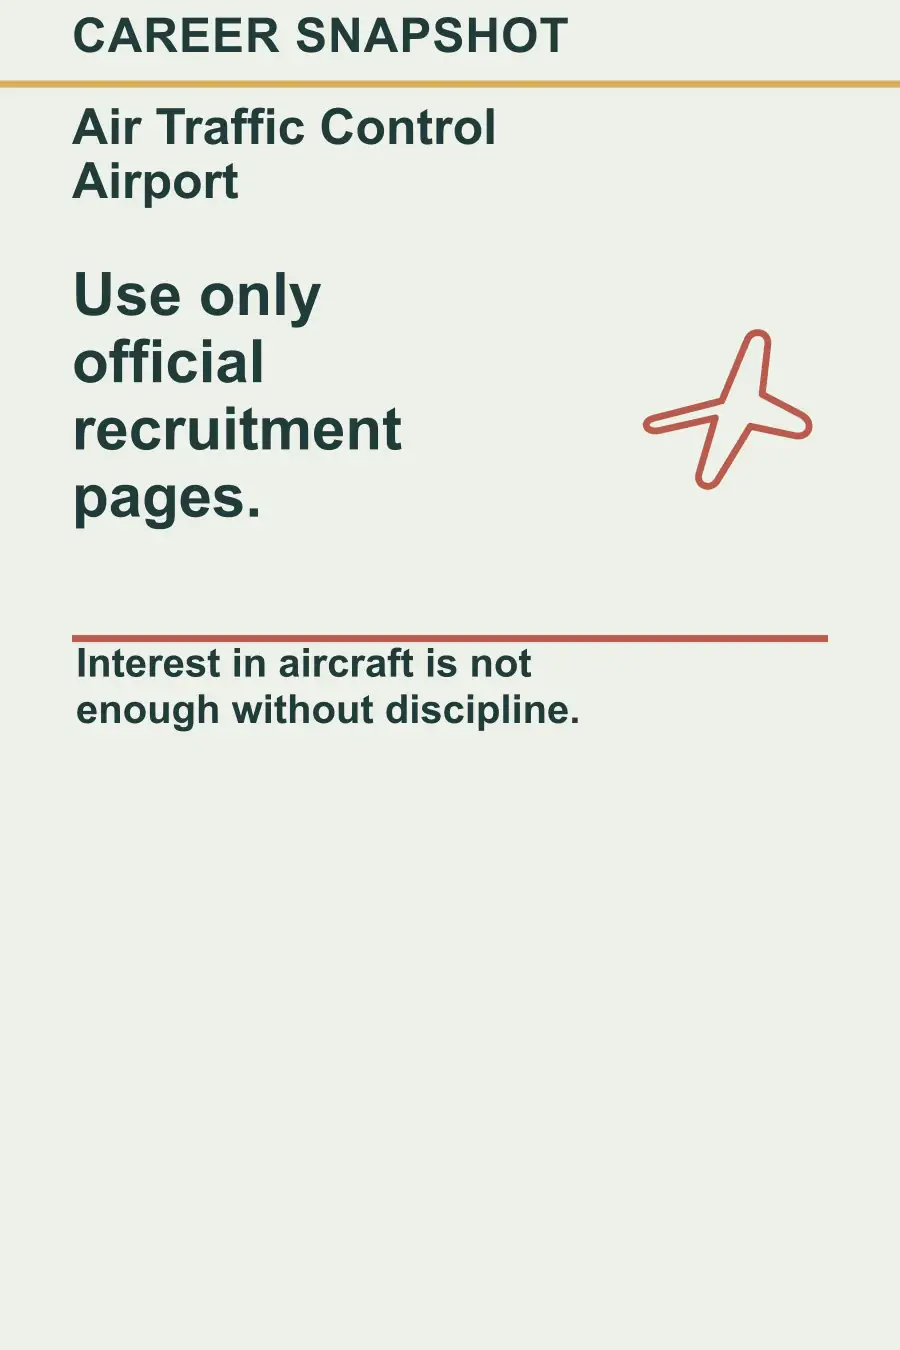 CAREER SNAPSHOT
Air Traffic Control
Airport
Use only
official
recruitment
pages.
Interest in aircraft is not
enough without discipline.